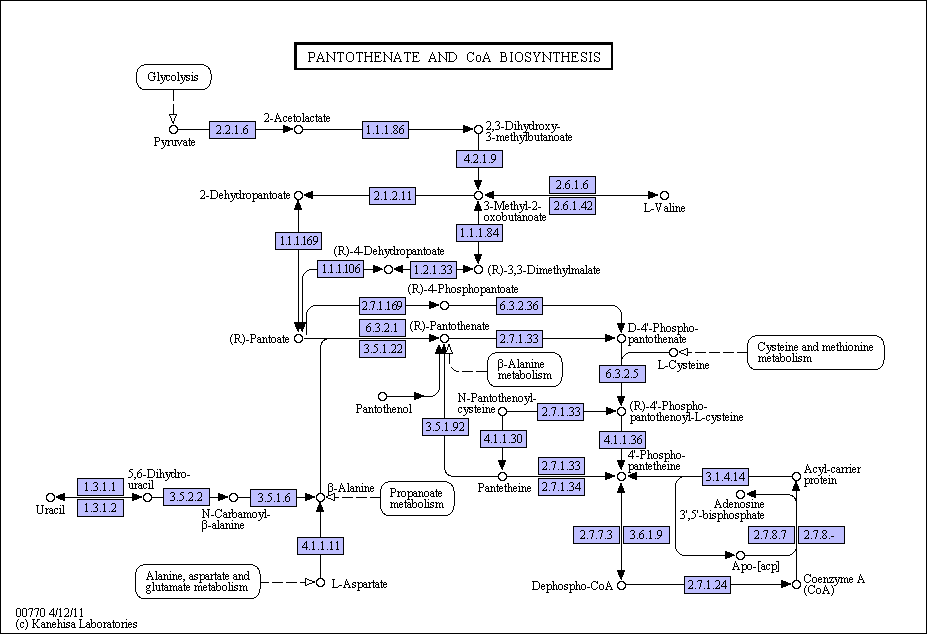 PANTOTHENATE AND CoA BIOSYNTHESIS
Glycolysis
2-Acetolactate
2.2.1.6
1.1.1.86
2,3-Dihydroxy-
3-methylbutanoate
Pyruvate
4.2.1.9
2.6.1.6
2-Dehydropantoate
2.1.2.11
2.6.1.42
3-Methyl-2-
oxobutanoate
L-Valine
1.1.1.84
1.1.1.169
(R)-4-Dehydropantoate
1.1.1.106
1.2.1.33
(R)-3,3-Dimethylmalate
(R)-4-Phosphopantoate
2.7.1.169
6.3.2.36
6.3.2.1
(R)-Pantothenate
D-4'-Phospho-
pantothenate
(R)-Pantoate
2.7.1.33
3.5.1.22
Cysteine and methionine
metabolism
β-Alanine
metabolism
L-Cysteine
6.3.2.5
Pantothenol
N-Pantothenoyl-
cysteine
2.7.1.33
(R)-4'-Phospho-
pantothenoyl-L-cysteine
3.5.1.92
4.1.1.30
4.1.1.36
4'-Phospho-
pantetheine
2.7.1.33
Pantetheine
2.7.1.34
3.1.4.14
Acyl-carrier
protein
5,6-Dihydro-
uracil
1.3.1.1
3.5.2.2
3.5.1.6
β-Alanine
Propanoate
metabolism
Uracil
1.3.1.2
N-Carbamoyl-
β-alanine
Adenosine
3',5'-bisphosphate
2.7.7.3
3.6.1.9
2.7.8.7
2.7.8.-
4.1.1.11
Apo-[acp]
Alanine, aspartate and
glutamate metabolism
L-Aspartate
Dephospho-CoA
2.7.1.24
Coenzyme A
(CoA)
00770 4/12/11
(c) Kanehisa Laboratories